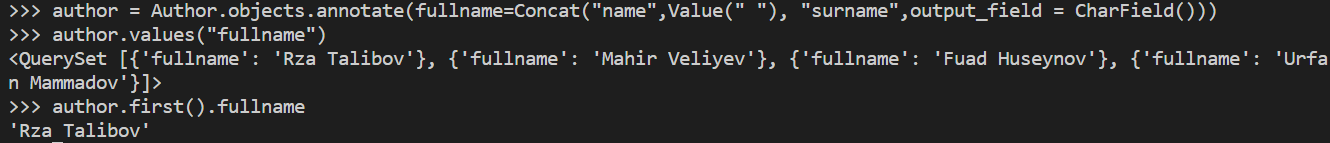 >>> author = Author.objects.annotate(fullname=Concat("name",Value(" "), "surname",output_field = CharField()))
>>> author.values("fullname")
<QuerySet [{'fullname': 'Rza Talibov'}, {'fullname': 'Mahir Veliyev'}, {'fullname': 'Fuad Huseynov'}, {'fullname': 'Urfa
n Mammadov'}]>
>>> author.first().fullname
'Rza Talibov'